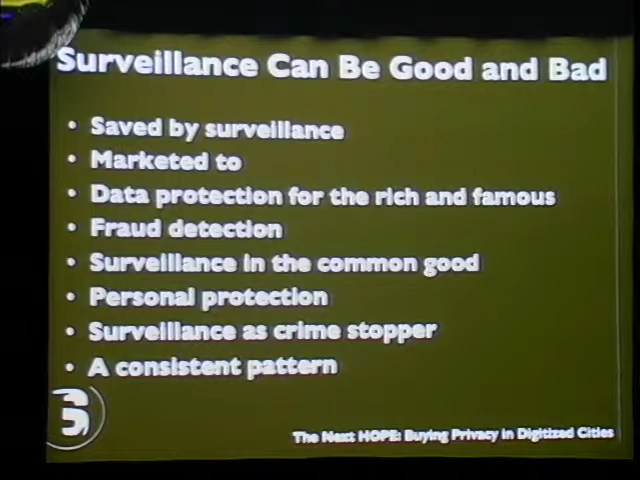 Surveillance Can Be Good and Bad
• Saved by surveillance
• Marketed to
• Data protection for the rich and famous
• Fraud detection
• Surveillance in the common good
• Personal protection
• Surveillance as crime stopper
• A consistent pattern
The Next HOPE: Buying Privacy in Digitized Cities